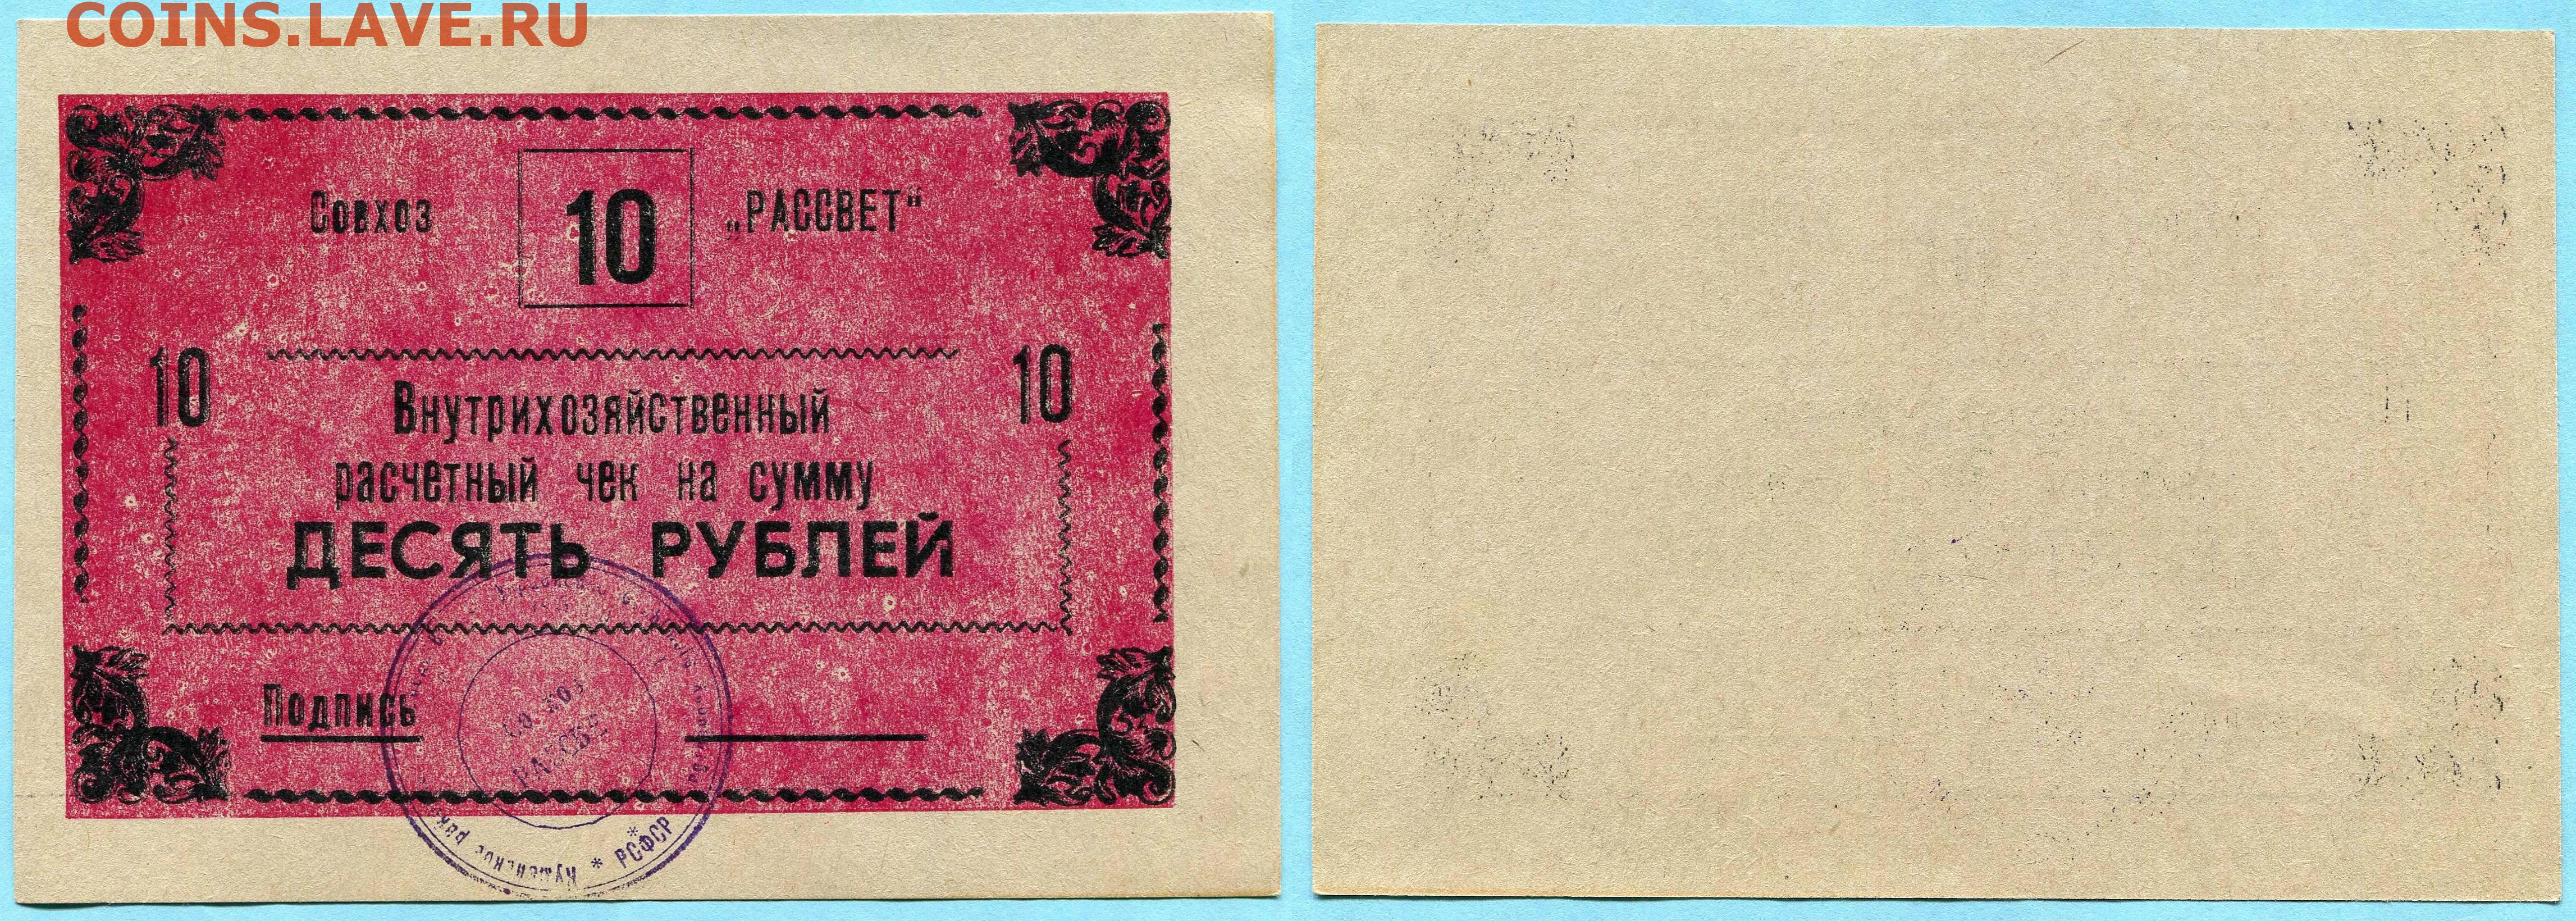 COINS.LAVE.RU
Совхоз 10 „РАССВЕТ“
10 10
Внутрихозяйственный
расчетный чек на сумму
ДЕСЯТЬ РУБЛЕЙ
Подпись
* РСФСР *